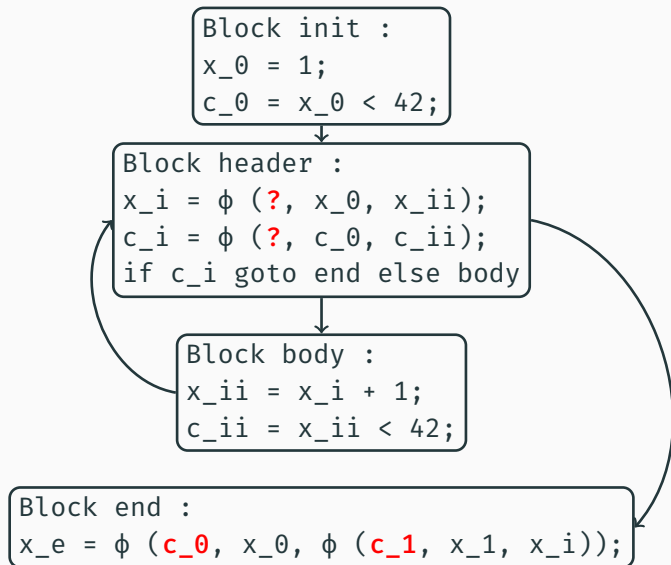 Block init :
x_0 = 1;
c_0 = x_0 < 42;
Block header :
x_i = ϕ (?, x_0, x_ii);
c_i = ϕ (?, c_0, c_ii);
if c_i goto end else body
Block body :
x_ii = x_i + 1;
c_ii = x_ii < 42;
Block end :
x_e = ϕ (c_0, x_0, ϕ (c_1, x_1, x_i));